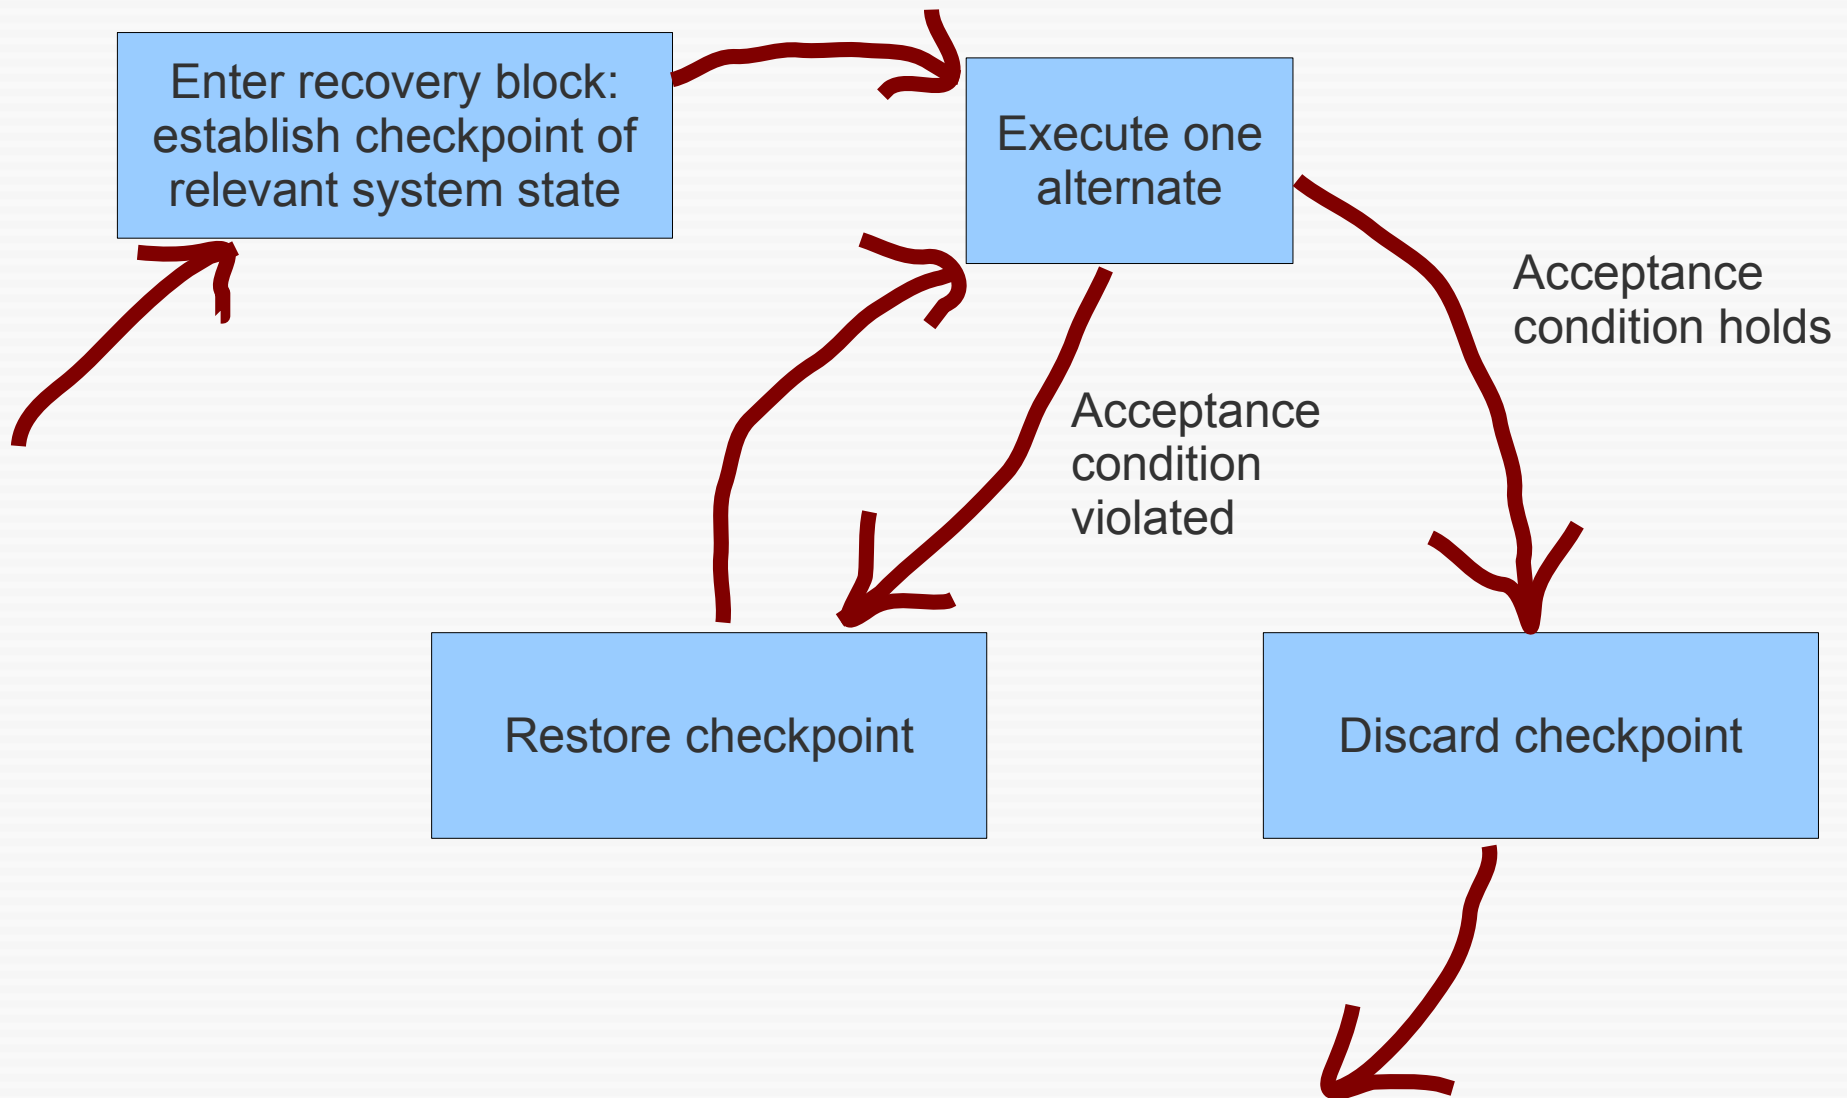 Enter recovery block:
establish checkpoint of
relevant system state
Execute one
alternate
Acceptance
condition holds
Acceptance
condition
violated
Restore checkpoint
Discard checkpoint